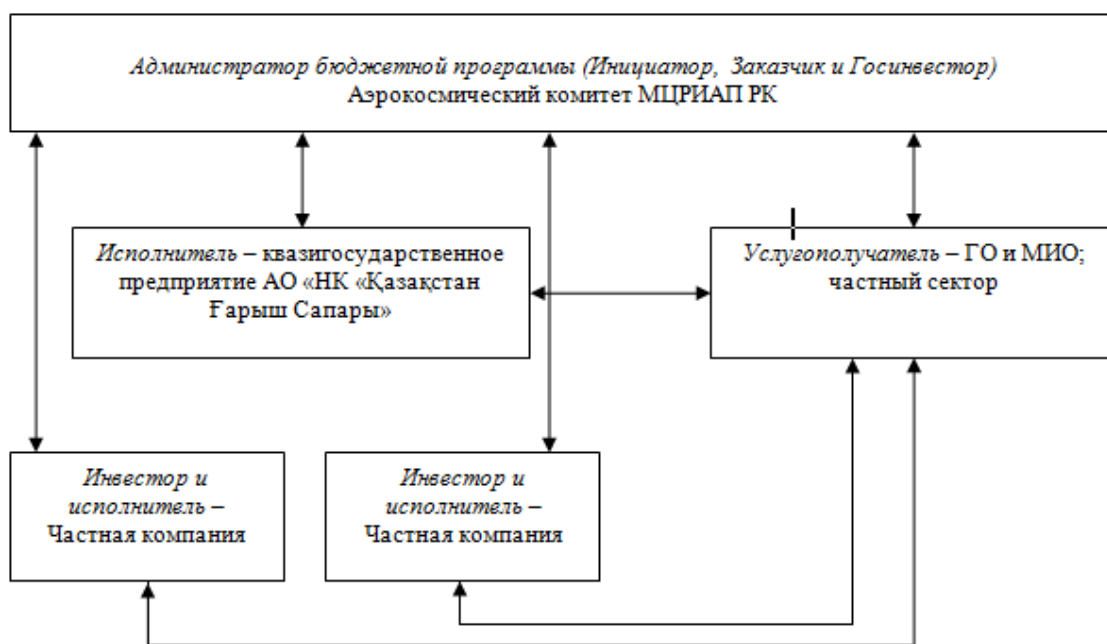 Администратор бюджетной программы (Инициатор, Заказчик и Госинвестор)
Аэрокосмический комитет МЦРИАП РК
Исполнитель – квазигосударственное
предприятие АО «НК «Қазақстан
Ғарыш Сапары»
Услугополучатель – ГО и МИО;
частный сектор
Инвестор и
исполнитель –
Частная компания
Инвестор и
исполнитель –
Частная компания